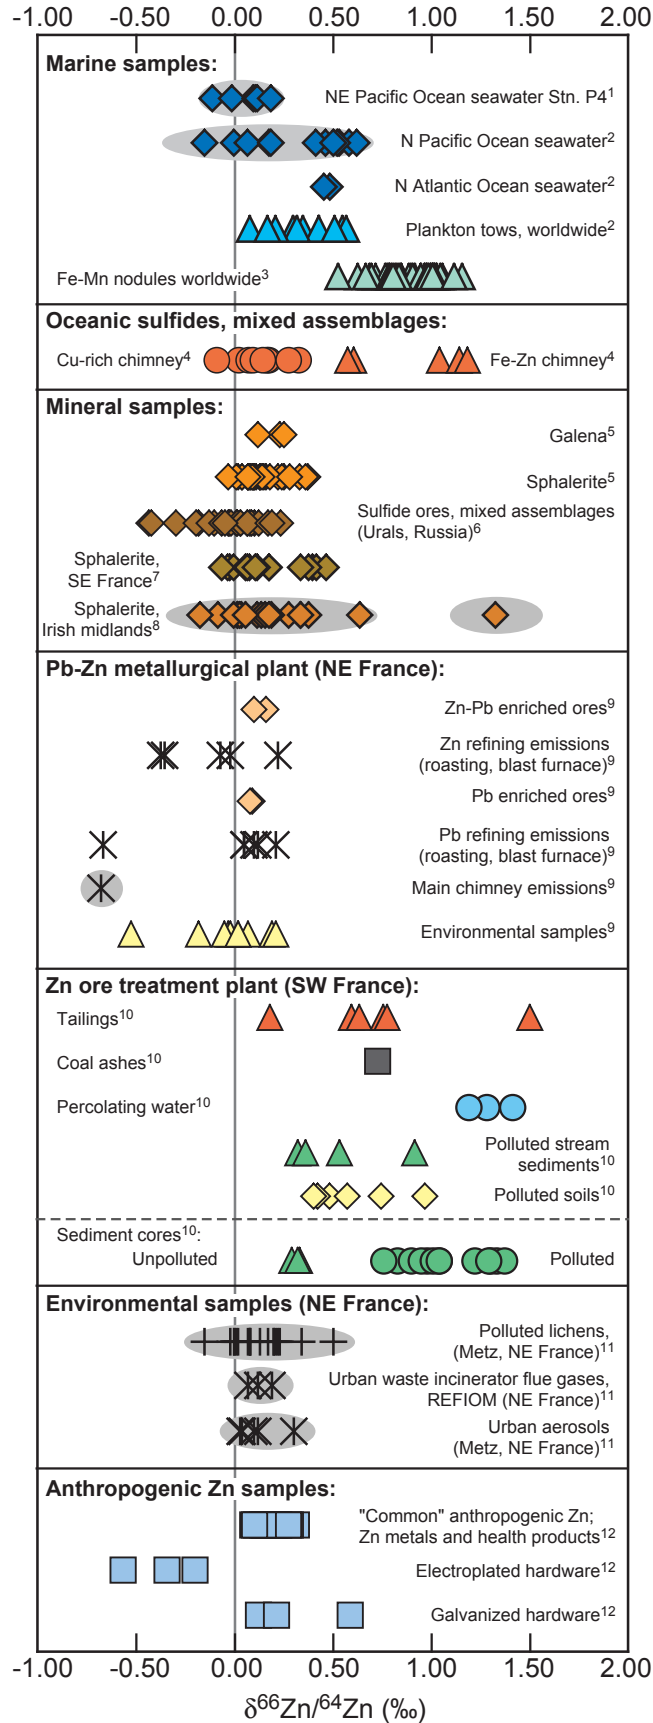 -1.00 -0.50 0.00 0.50 1.00 1.50 2.00
Marine samples:
NE Pacific Ocean seawater Stn. P4¹
N Pacific Ocean seawater²
N Atlantic Ocean seawater²
Plankton tows, worldwide²
Fe-Mn nodules worldwide³
Oceanic sulfides, mixed assemblages:
Cu-rich chimney⁴ Fe-Zn chimney⁴
Mineral samples:
Galena⁵
Sphalerite⁵
Sulfide ores, mixed assemblages
(Urals, Russia)⁶
Sphalerite,
SE France⁷
Sphalerite,
Irish midlands⁸
Pb-Zn metallurgical plant (NE France):
Zn-Pb enriched ores⁹
Zn refining emissions
(roasting, blast furnace)⁹
Pb enriched ores⁹
Pb refining emissions
(roasting, blast furnace)⁹
Main chimney emissions⁹
Environmental samples⁹
Zn ore treatment plant (SW France):
Tailings¹⁰
Coal ashes¹⁰
Percolating water¹⁰
Polluted stream
sediments¹⁰
Polluted soils¹⁰
Sediment cores¹⁰:
Unpolluted Polluted
Environmental samples (NE France):
Polluted lichens,
(Metz, NE France)¹¹
Urban waste incinerator flue gases,
REFIOM (NE France)¹¹
Urban aerosols
(Metz, NE France)¹¹
Anthropogenic Zn samples:
"Common" anthropogenic Zn;
Zn metals and health products¹²
Electroplated hardware¹²
Galvanized hardware¹²
-1.00 -0.50 0.00 0.50 1.00 1.50 2.00
δ⁶⁶Zn/⁶⁴Zn (‰)